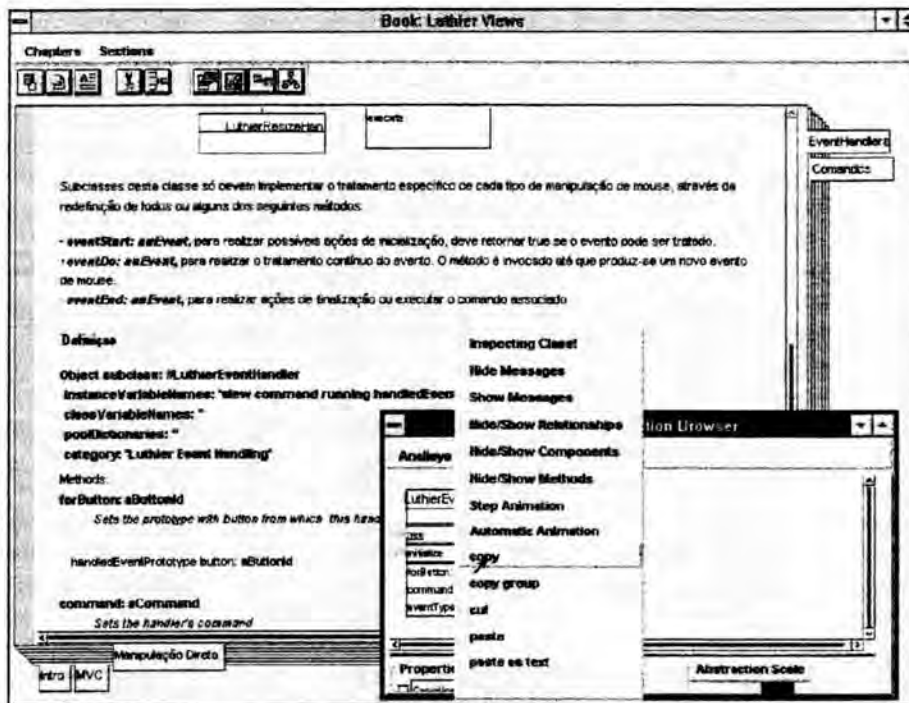 Book: Luthier Views
Chapters Sections
LuthierResizeHan
execute
EventHandlers
Comandos
Subclasses desta classe só devem implementar o tratamento específico de cada tipo de manipulação de mouse, através da
redefinição de todos ou alguns dos seguintes métodos:
- eventStart: anEvent, para realizar possíveis ações de inicialização, deve retornar true se o evento pode ser tratado.
- eventDo: anEvent, para realizar o tratamento contínuo do evento. O método é invocado até que produz-se um novo evento
de mouse.
eventEnd: anEvent, para realizar ações de finalização ou executar o comando associado
Definiçao
Object subclass: #LuthierEventHandler
instanceVariableNames: 'view command running handledEven
classVariableNames: ''
poolDictionaries: ''
category: 'Luthier Event Handling'
Methods:
forButton: aButtonId
Sets the prototype with button from which this hand
handledEventPrototype button: aButtonId
command: aCommand
Sets the handler's command
Manipulação Direta
Intro MVC
Inspecting Class!
Hide Messages
Show Messages
Hide/Show Relationships
Hide/Show Components
Hide/Show Methods
Step Animation
Automatic Animation
copy
copy group
cut
paste
paste as text
tion Browser
LuthierEv
initialize
forButton
command
eventType
Properti
Abstraction Scale